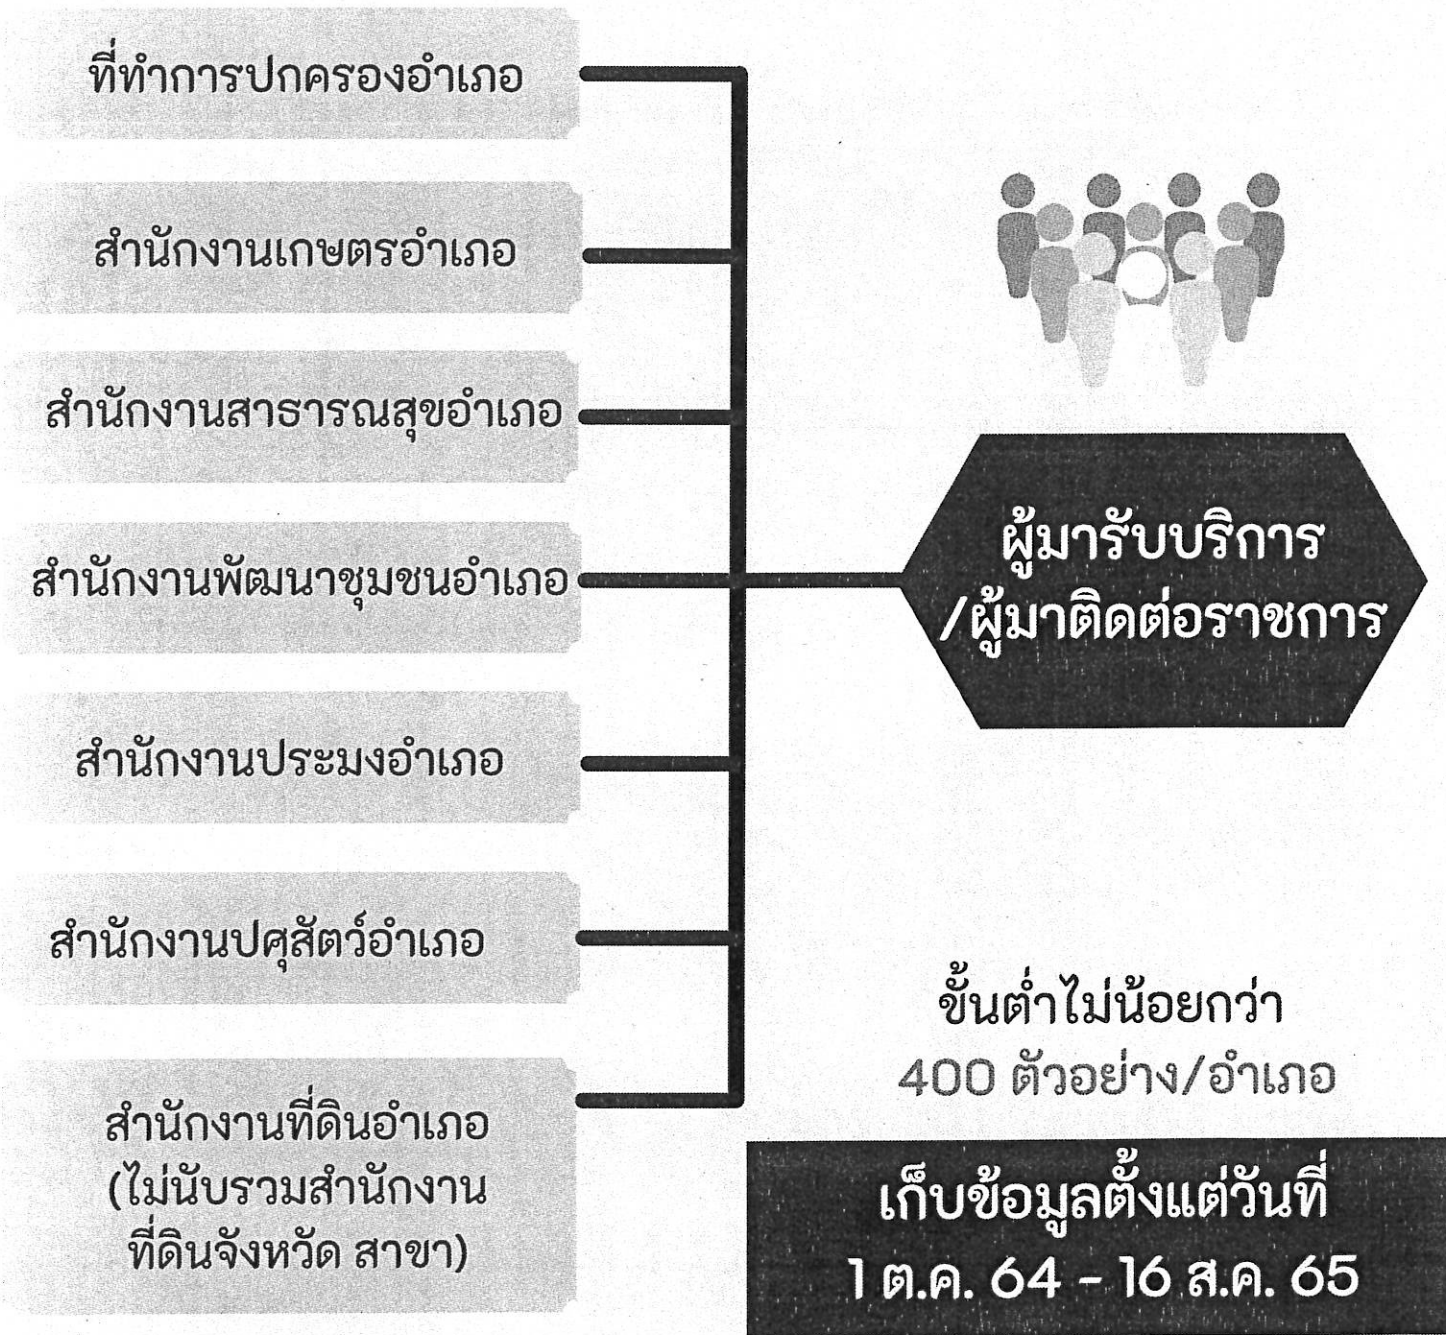 ที่ทำการปกครองอำเภอ
สำนักงานเกษตรอำเภอ
สำนักงานสาธารณสุขอำเภอ
สำนักงานพัฒนาชุมชนอำเภอ
สำนักงานประมงอำเภอ
สำนักงานปศุสัตว์อำเภอ
สำนักงานที่ดินอำเภอ
(ไม่นับรวมสำนักงาน
ที่ดินจังหวัด สาขา)
ผู้มารับบริการ
/ผู้มาติดต่อราชการ
ขั้นต่ำไม่น้อยกว่า
400 ตัวอย่าง/อำเภอ
เก็บข้อมูลตั้งแต่วันที่
1 ต.ค. 64 - 16 ส.ค. 65